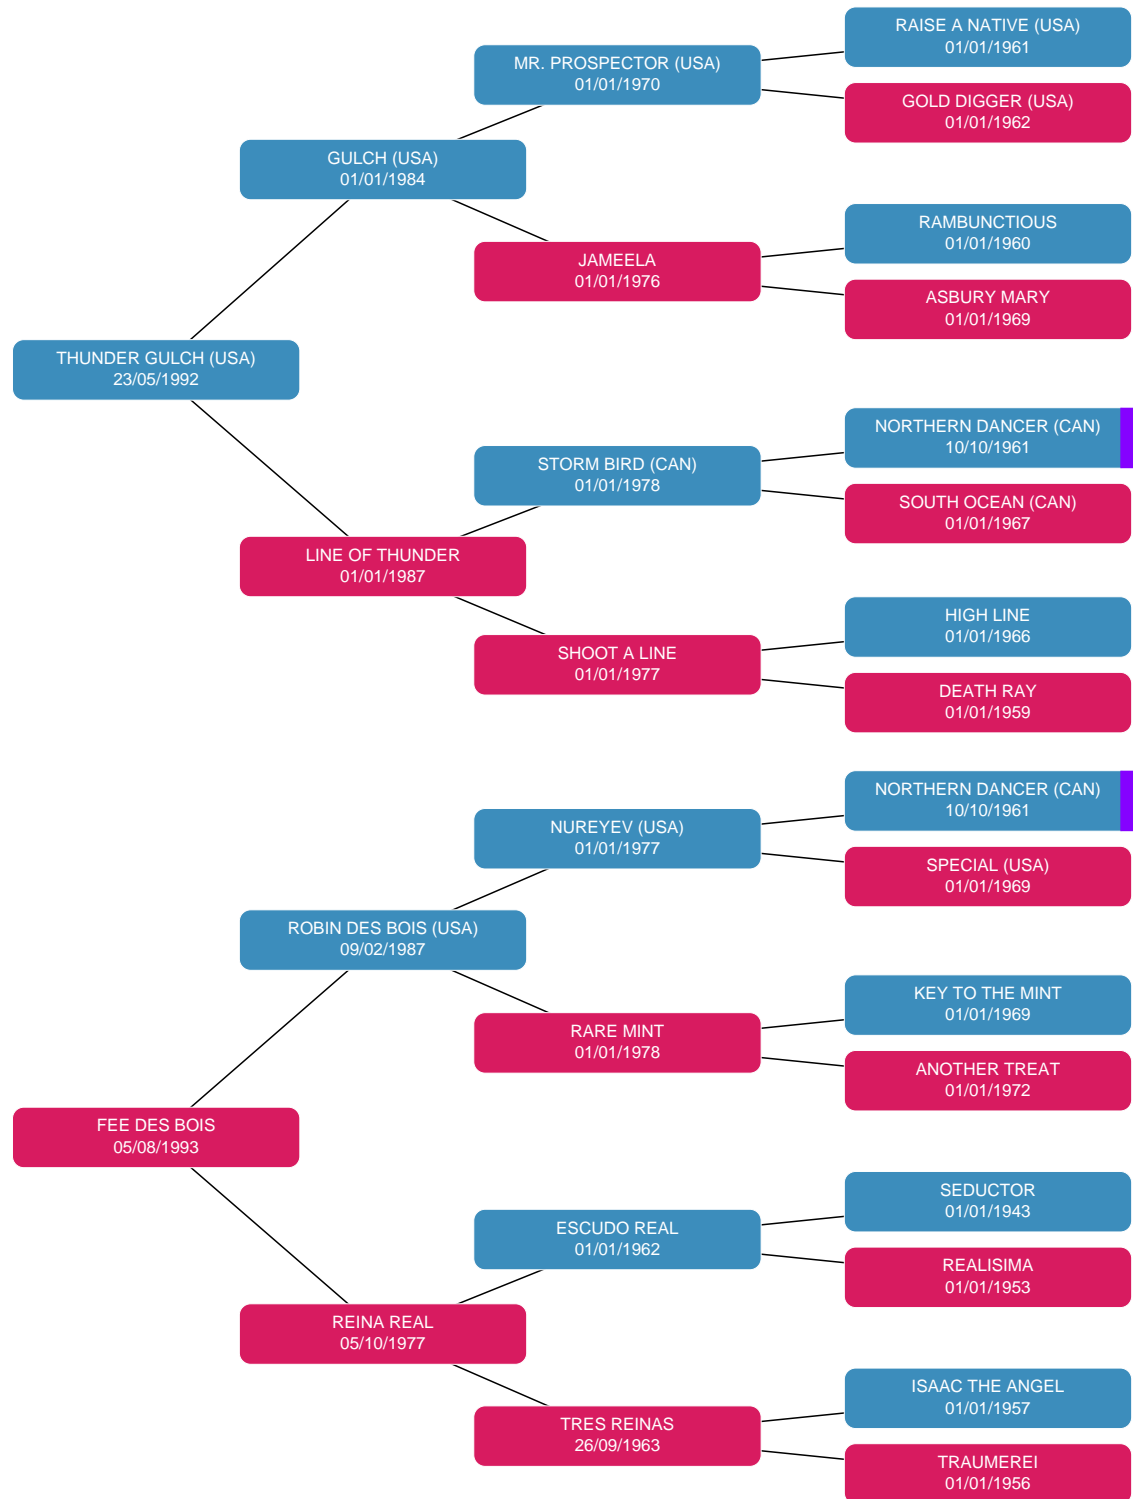 RAISE A NATIVE (USA)
01/01/1961
MR. PROSPECTOR (USA)
01/01/1970
GOLD DIGGER (USA)
01/01/1962
GULCH (USA)
01/01/1984
RAMBUNCTIOUS
01/01/1960
JAMEELA
01/01/1976
ASBURY MARY
01/01/1969
THUNDER GULCH (USA)
23/05/1992
NORTHERN DANCER (CAN)
10/10/1961
STORM BIRD (CAN)
01/01/1978
SOUTH OCEAN (CAN)
01/01/1967
LINE OF THUNDER
01/01/1987
HIGH LINE
01/01/1966
SHOOT A LINE
01/01/1977
DEATH RAY
01/01/1959
NORTHERN DANCER (CAN)
10/10/1961
NUREYEV (USA)
01/01/1977
SPECIAL (USA)
01/01/1969
ROBIN DES BOIS (USA)
09/02/1987
KEY TO THE MINT
01/01/1969
RARE MINT
01/01/1978
ANOTHER TREAT
01/01/1972
FEE DES BOIS
05/08/1993
SEDUCTOR
01/01/1943
ESCUDO REAL
01/01/1962
REALISIMA
01/01/1953
REINA REAL
05/10/1977
ISAAC THE ANGEL
01/01/1957
TRES REINAS
26/09/1963
TRAUMEREI
01/01/1956